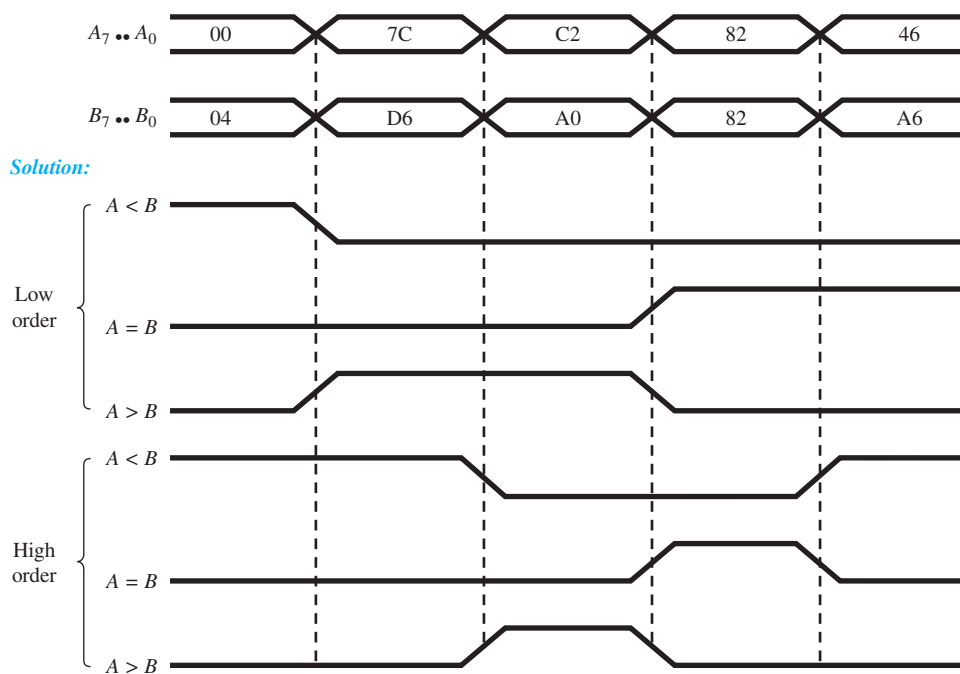 A₇ •• A₀ 00 7C C2 82 46
B₇ •• B₀ 04 D6 A0 82 A6
Solution:
A < B
Low
order
A = B
A > B
A < B
High
order
A = B
A > B